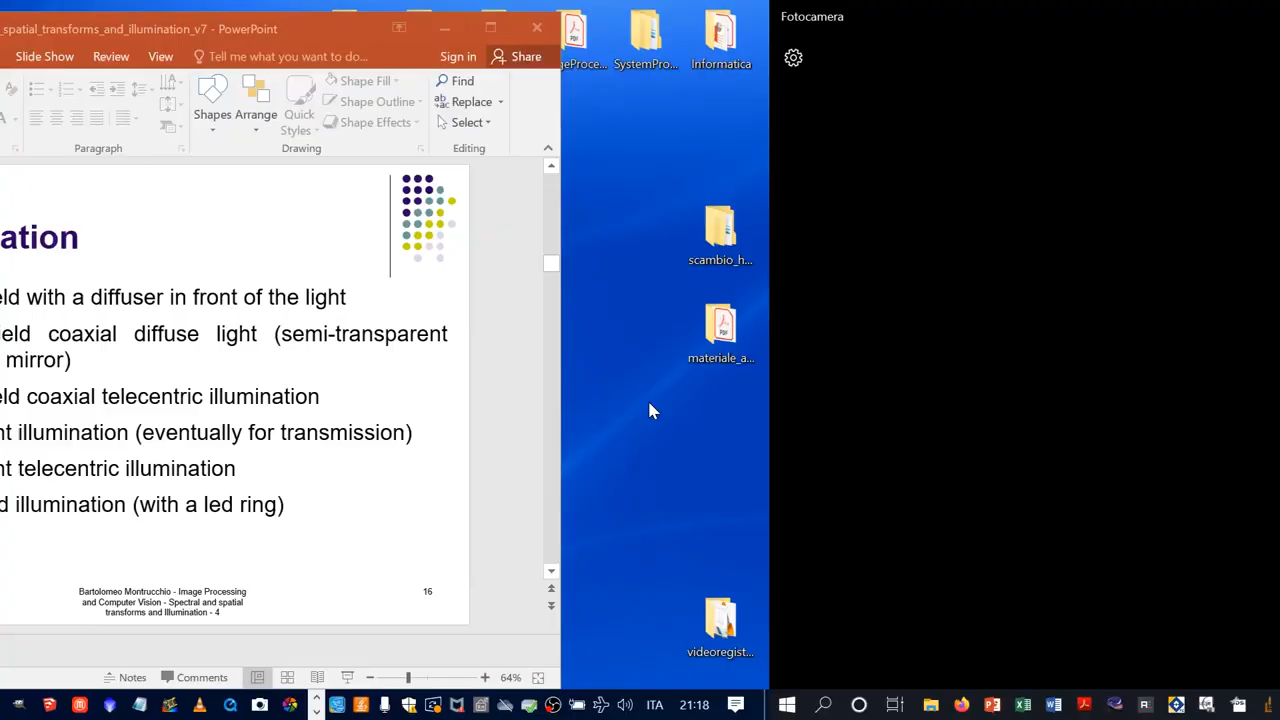 _spatial_transforms_and_illumination_v7 - PowerPoint
Slide Show Review View Tell me what you want to do... Sign in Share
Shape Fill
Shape Outline
Shape Effects
Shapes Arrange Quick Styles
Find
Replace
Select
Paragraph Drawing Editing
ation
eld with a diffuser in front of the light
ield coaxial diffuse light (semi-transparent
mirror)
eld coaxial telecentric illumination
nt illumination (eventually for transmission)
nt telecentric illumination
d illumination (with a led ring)
Bartolomeo Montrucchio - Image Processing
and Computer Vision - Spectral and spatial
transforms and Illumination - 4
16
Notes Comments 64%
geProce... SystemPro... Informatica
scambio_h...
PDF
materiale_a...
videoregist...
Fotocamera
ITA 21:18